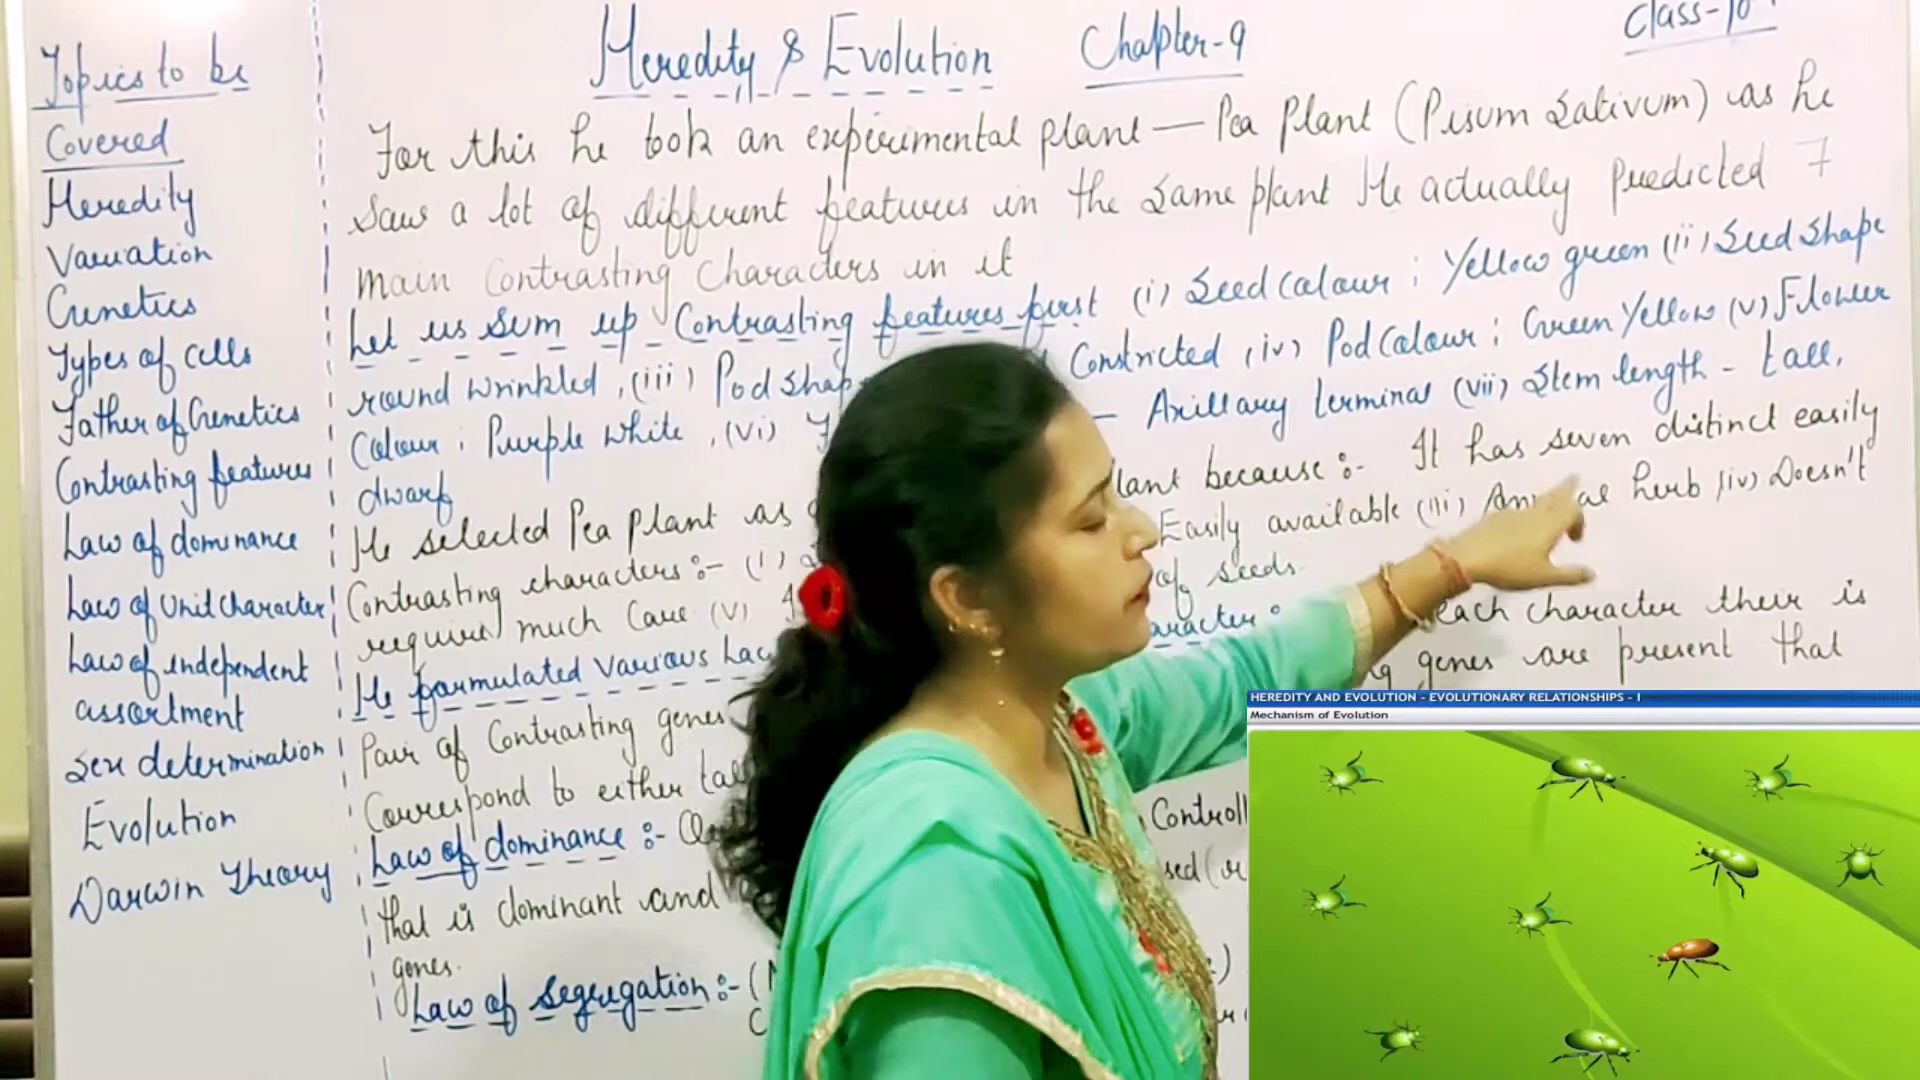 Topics to be
Covered
Heredity
Variation
Genetics
Types of cells
Father of Genetics
Contrasting features
Law of dominance
Law of Unit Character
Law of independent
assortment
Sex determination
Evolution
Darwin Theory
Heredity & Evolution Chapter-9
Class-10
For this he took an experimental plant — Pea Plant (Pisum Sativum) as he
saw a lot of different features in the same plant He actually predicted 7
main contrasting characters in it
Let us sum up Contrasting features first (i) Seed Colour : Yellow green (ii) Seed Shape
round wrinkled, (iii) Pod Shap Constricted, (iv) Pod Colour : Green Yellow (v) Flower
Colour : Purple white, (vi) — Axillary terminal (vii) Stem length - tall,
dwarf
He selected Pea Plant as lant because :- It has seven distinct easily
Contrasting characters :- (i) Easily available (iii) herb (iv) Doesn't
require much Care (v) of seeds.
He formulated Various Law aracter : each character their is
Pair of Contrasting genes genes are present that
Correspond to either tal Controll
Law of dominance :-
that is dominant and
genes.
Law of segregation :-
HEREDITY AND EVOLUTION - EVOLUTIONARY RELATIONSHIPS - I
Mechanism of Evolution